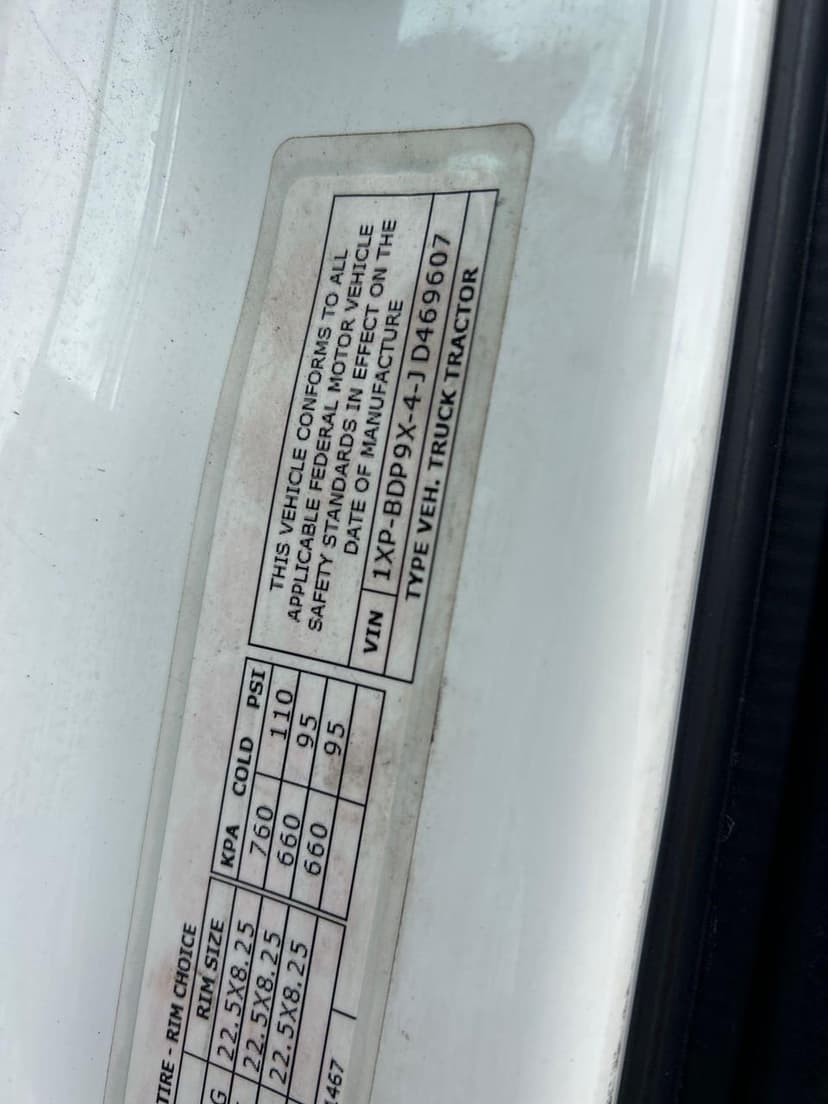 TIRE - RIM CHOICE
RIM SIZE
G 22.5X8.25
22.5X8.25
22.5X8.25
1467
KPA COLD PSI
760 110
660 95
660 95
THIS VEHICLE CONFORMS TO ALL
APPLICABLE FEDERAL MOTOR VEHICLE
SAFETY STANDARDS IN EFFECT ON THE
DATE OF MANUFACTURE
VIN 1XP-BDP9X-4-JD469607
TYPE VEH. TRUCK TRACTOR